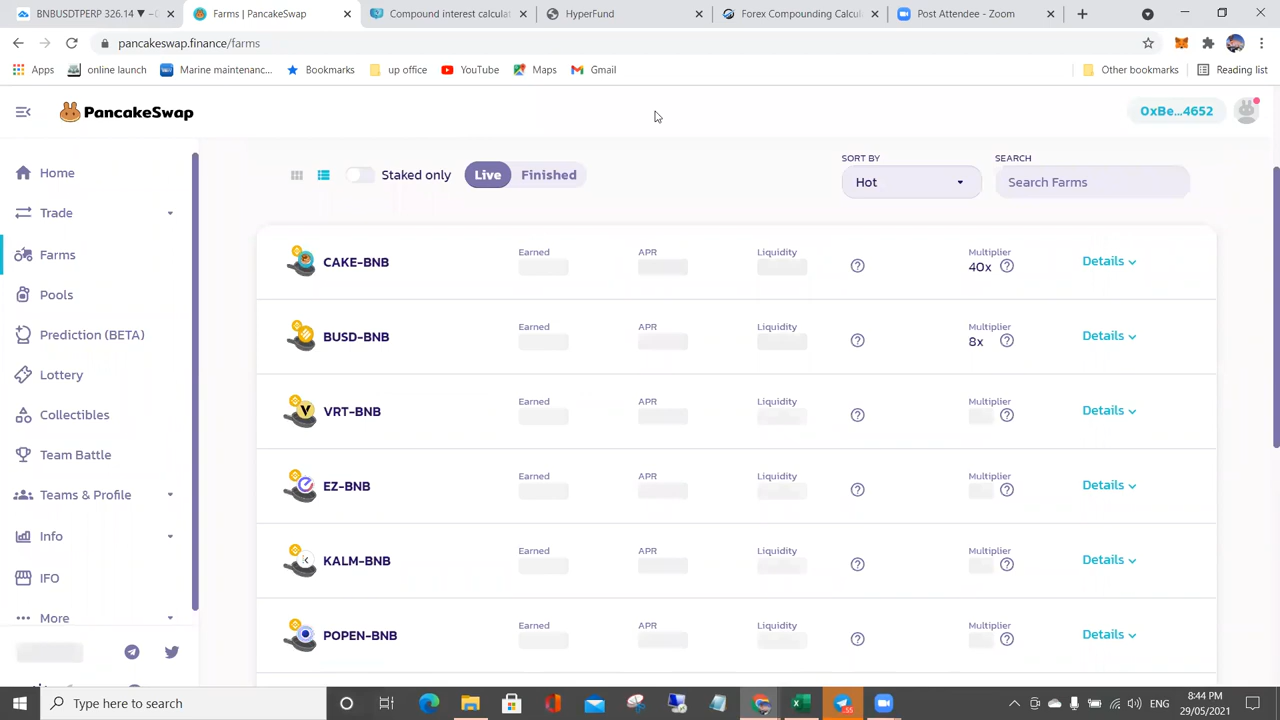 BNBUSDTPERP 326.14 ▼ -B
Farms | PancakeSwap
Compound interest calculat
HyperFund
Forex Compounding Calcu
Post Attendee - Zoom
pancakeswap.finance/farms
Apps
online launch
Marine maintenanc...
Bookmarks
up office
YouTube
Maps
Gmail
Other bookmarks
Reading list
PancakeSwap
0xBe...4652
Home
Trade
Farms
Pools
Prediction (BETA)
Lottery
Collectibles
Team Battle
Teams & Profile
Info
IFO
More
Staked only
Live
Finished
SORT BY
Hot
SEARCH
Search Farms
CAKE-BNB
Earned
APR
Liquidity
Multiplier
40x
Details
BUSD-BNB
Earned
APR
Liquidity
Multiplier
8x
Details
VRT-BNB
Earned
APR
Liquidity
Multiplier
Details
EZ-BNB
Earned
APR
Liquidity
Multiplier
Details
KALM-BNB
Earned
APR
Liquidity
Multiplier
Details
POPEN-BNB
Earned
APR
Liquidity
Multiplier
Details
Type here to search
55
ENG
8:44 PM
29/05/2021